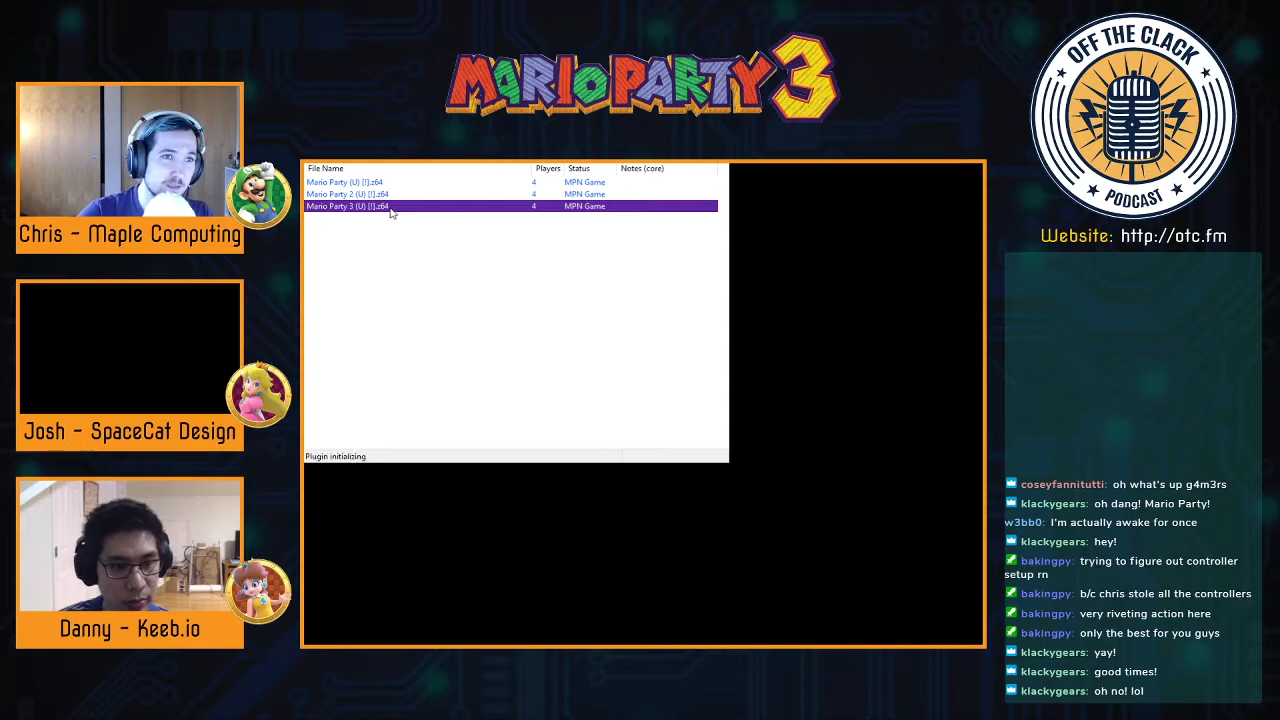 MARIO PARTY 3
OFF THE CLACK
PODCAST
Website: http://otc.fm
Chris - Maple Computing
Josh - SpaceCat Design
Danny - Keeb.io
File Name Players Status Notes (core)
Mario Party (U) [!].z64 4 MPN Game
Mario Party 2 (U) [!].z64 4 MPN Game
Mario Party 3 (U) [!].z64 4 MPN Game
Plugin initializing
coseyfannitutti: oh what's up g4m3rs
klackygears: oh dang! Mario Party!
w3bb0: I'm actually awake for once
klackygears: hey!
bakingpy: trying to figure out controller
setup rn
bakingpy: b/c chris stole all the controllers
bakingpy: very riveting action here
bakingpy: only the best for you guys
klackygears: yay!
klackygears: good times!
klackygears: oh no! lol